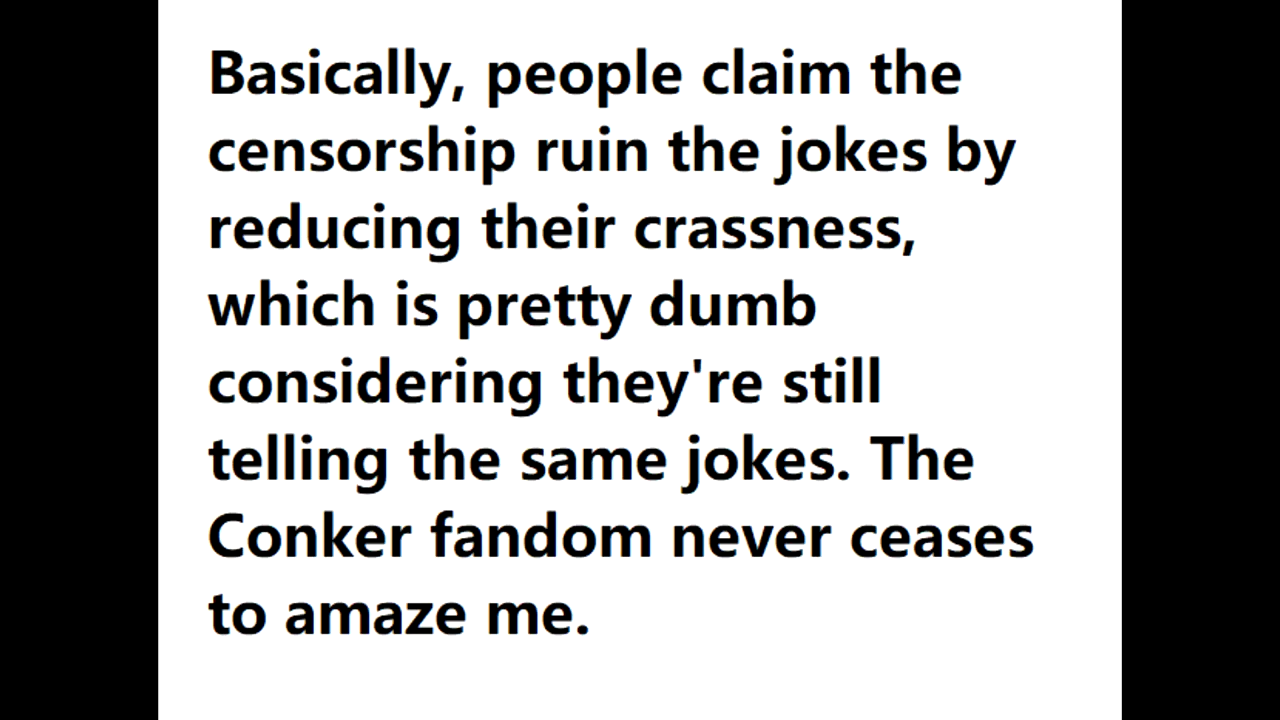 Basically, people claim the
censorship ruin the jokes by
reducing their crassness,
which is pretty dumb
considering they're still
telling the same jokes. The
Conker fandom never ceases
to amaze me.